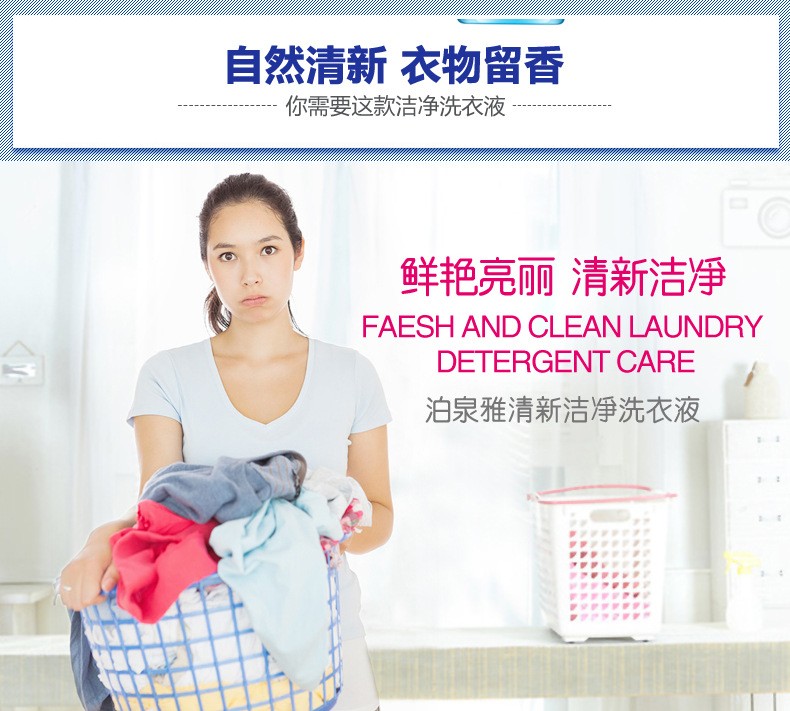 自然清新 衣物留香
你需要这款洁净洗衣液
鲜艳亮丽 清新洁净
FAESH AND CLEAN LAUNDRY
DETERGENT CARE
泊泉雅清新洁净洗衣液